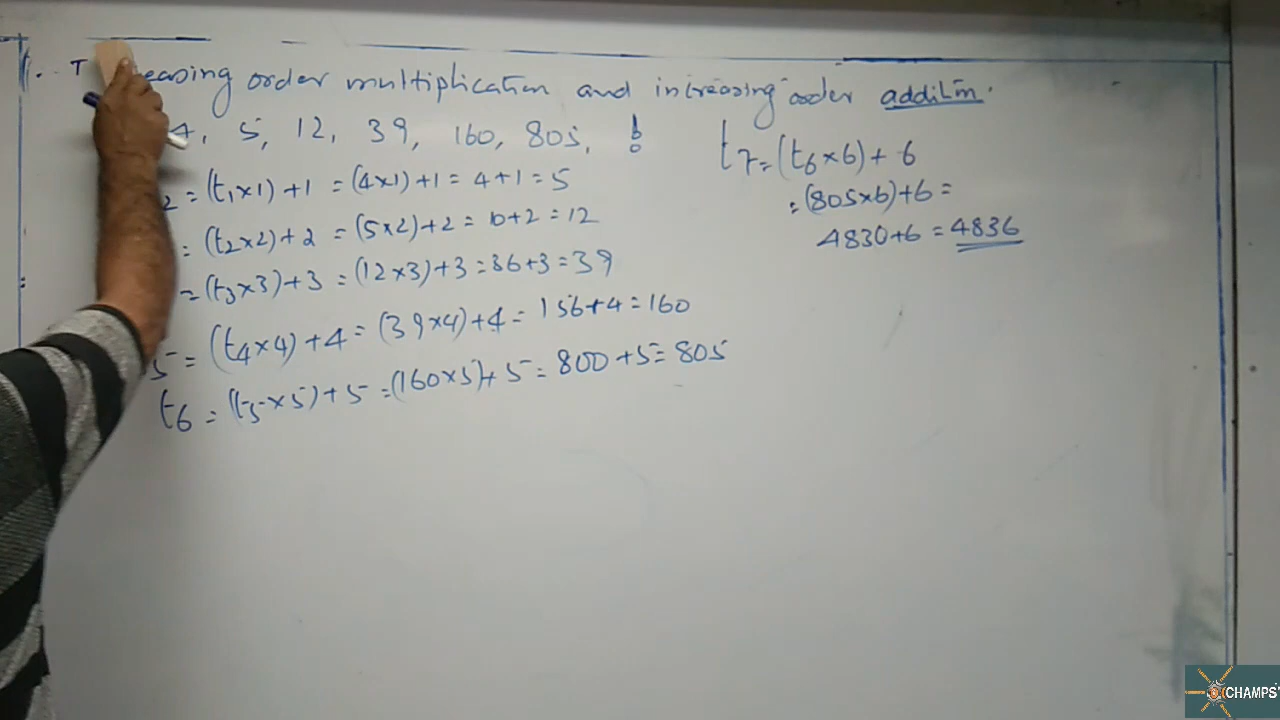 1. easing order multiplication and increasing order addition.
4, 5, 12, 39, 160, 805, ?
2 = (t1×1)+1 = (4×1)+1 = 4+1 = 5
= (t2×2)+2 = (5×2)+2 = 10+2 = 12
= (t3×3)+3 = (12×3)+3 = 36+3 = 39
5 = (t4×4)+4 = (39×4)+4 = 156+4 = 160
t6 = (t5×5)+5 = (160×5)+5 = 800+5 = 805
t7 = (t6×6)+6
= (805×6)+6 =
4830+6 = 4836
CHAMPS